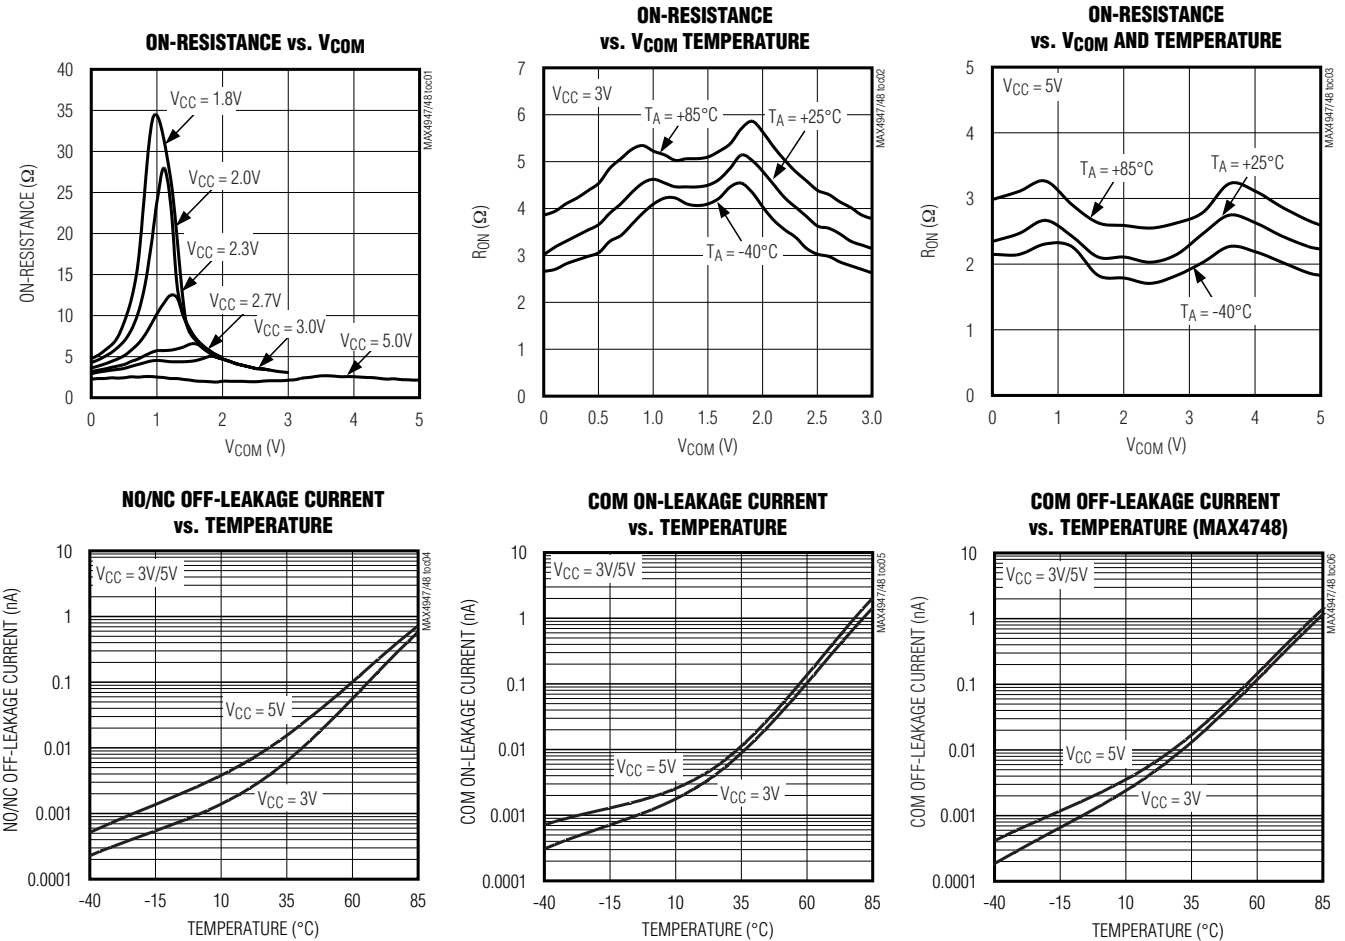 ON-RESISTANCE vs. VCOM
40
35
30
25
20
15
10
5
0
ON-RESISTANCE (Ω)
VCC = 1.8V
VCC = 2.0V
VCC = 2.3V
VCC = 2.7V
VCC = 3.0V
VCC = 5.0V
MAX4947/48 toc01
0 1 2 3 4 5
VCOM (V)
ON-RESISTANCE
vs. VCOM TEMPERATURE
7
6
5
4
3
2
1
0
RON (Ω)
VCC = 3V
TA = +85°C
TA = +25°C
TA = -40°C
MAX4947/48 toc02
0 0.5 1.0 1.5 2.0 2.5 3.0
VCOM (V)
ON-RESISTANCE
vs. VCOM AND TEMPERATURE
5
4
3
2
1
0
RON (Ω)
VCC = 5V
TA = +85°C
TA = +25°C
TA = -40°C
MAX4947/48 toc03
0 1 2 3 4 5
VCOM (V)
NO/NC OFF-LEAKAGE CURRENT
vs. TEMPERATURE
10
1
0.1
0.01
0.001
0.0001
NO/NC OFF-LEAKAGE CURRENT (nA)
VCC = 3V/5V
VCC = 5V
VCC = 3V
MAX4947/48 toc04
-40 -15 10 35 60 85
TEMPERATURE (°C)
COM ON-LEAKAGE CURRENT
vs. TEMPERATURE
10
1
0.1
0.01
0.001
0.0001
COM ON-LEAKAGE CURRENT (nA)
VCC = 3V/5V
VCC = 5V
VCC = 3V
MAX4947/48 toc05
-40 -15 10 35 60 85
TEMPERATURE (°C)
COM OFF-LEAKAGE CURRENT
vs. TEMPERATURE (MAX4748)
10
1
0.1
0.01
0.001
0.0001
COM OFF-LEAKAGE CURRENT (nA)
VCC = 3V/5V
VCC = 5V
VCC = 3V
MAX4947/48 toc06
-40 -15 10 35 60 85
TEMPERATURE (°C)